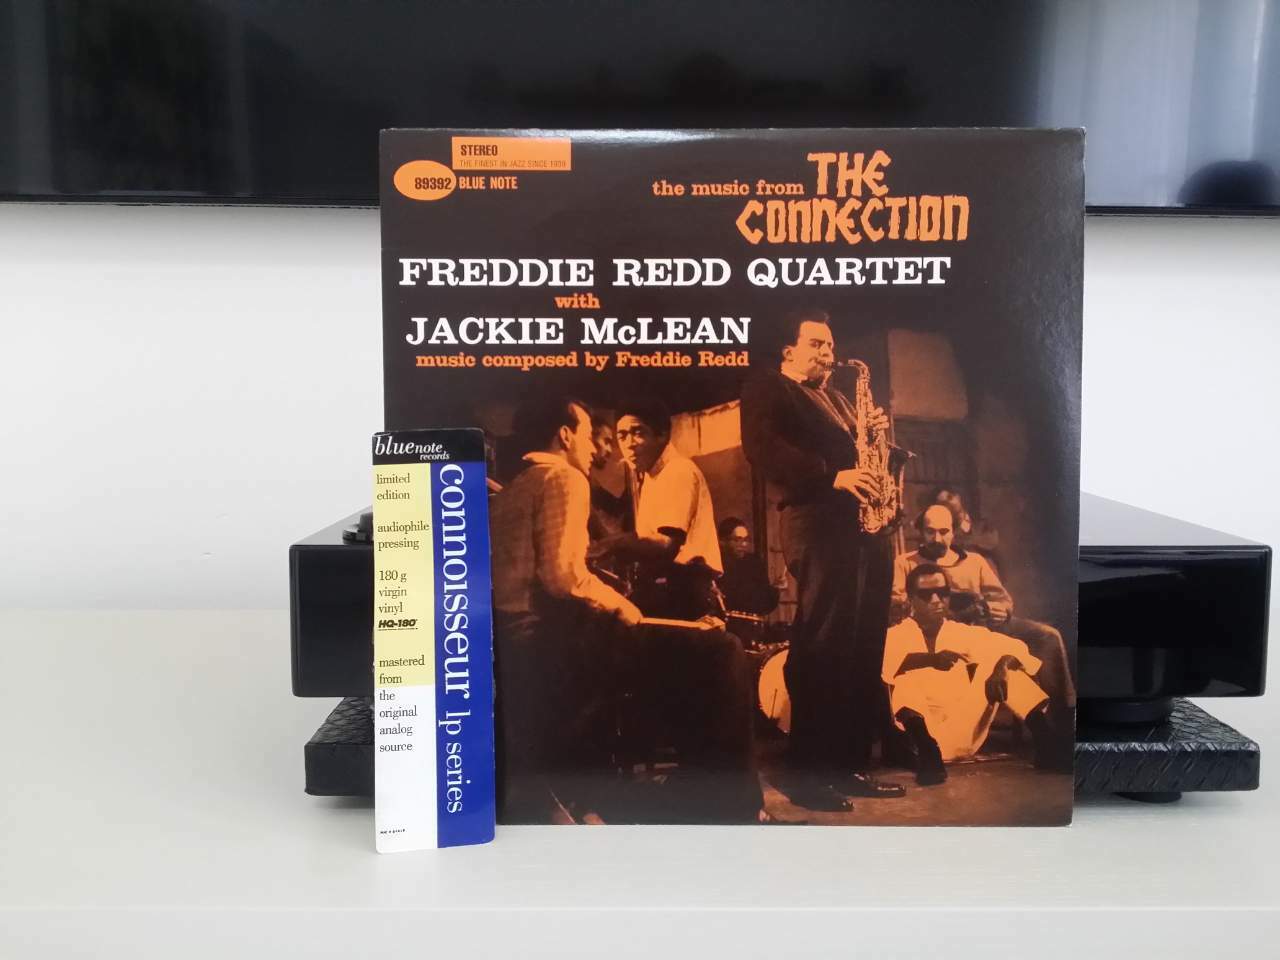 STEREO
THE FINEST IN JAZZ SINCE 1939
89392 BLUE NOTE
the music from THE
CONNECTION
FREDDIE REDD QUARTET
with
JACKIE McLEAN
music composed by Freddie Redd
bluenote
records
limited
edition
audiophile
pressing
180 g
virgin
vinyl
HQ-180
mastered
from
the
original
analog
source
connoisseur lp series